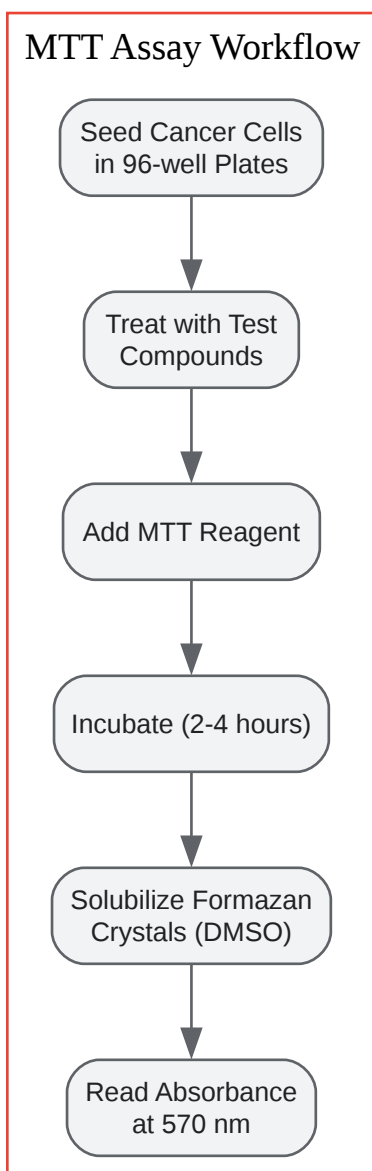 MTT Assay Workflow
Seed Cancer Cells
in 96-well Plates
Treat with Test
Compounds
Add MTT Reagent
Incubate (2-4 hours)
Solubilize Formazan
Crystals (DMSO)
Read Absorbance
at 570 nm